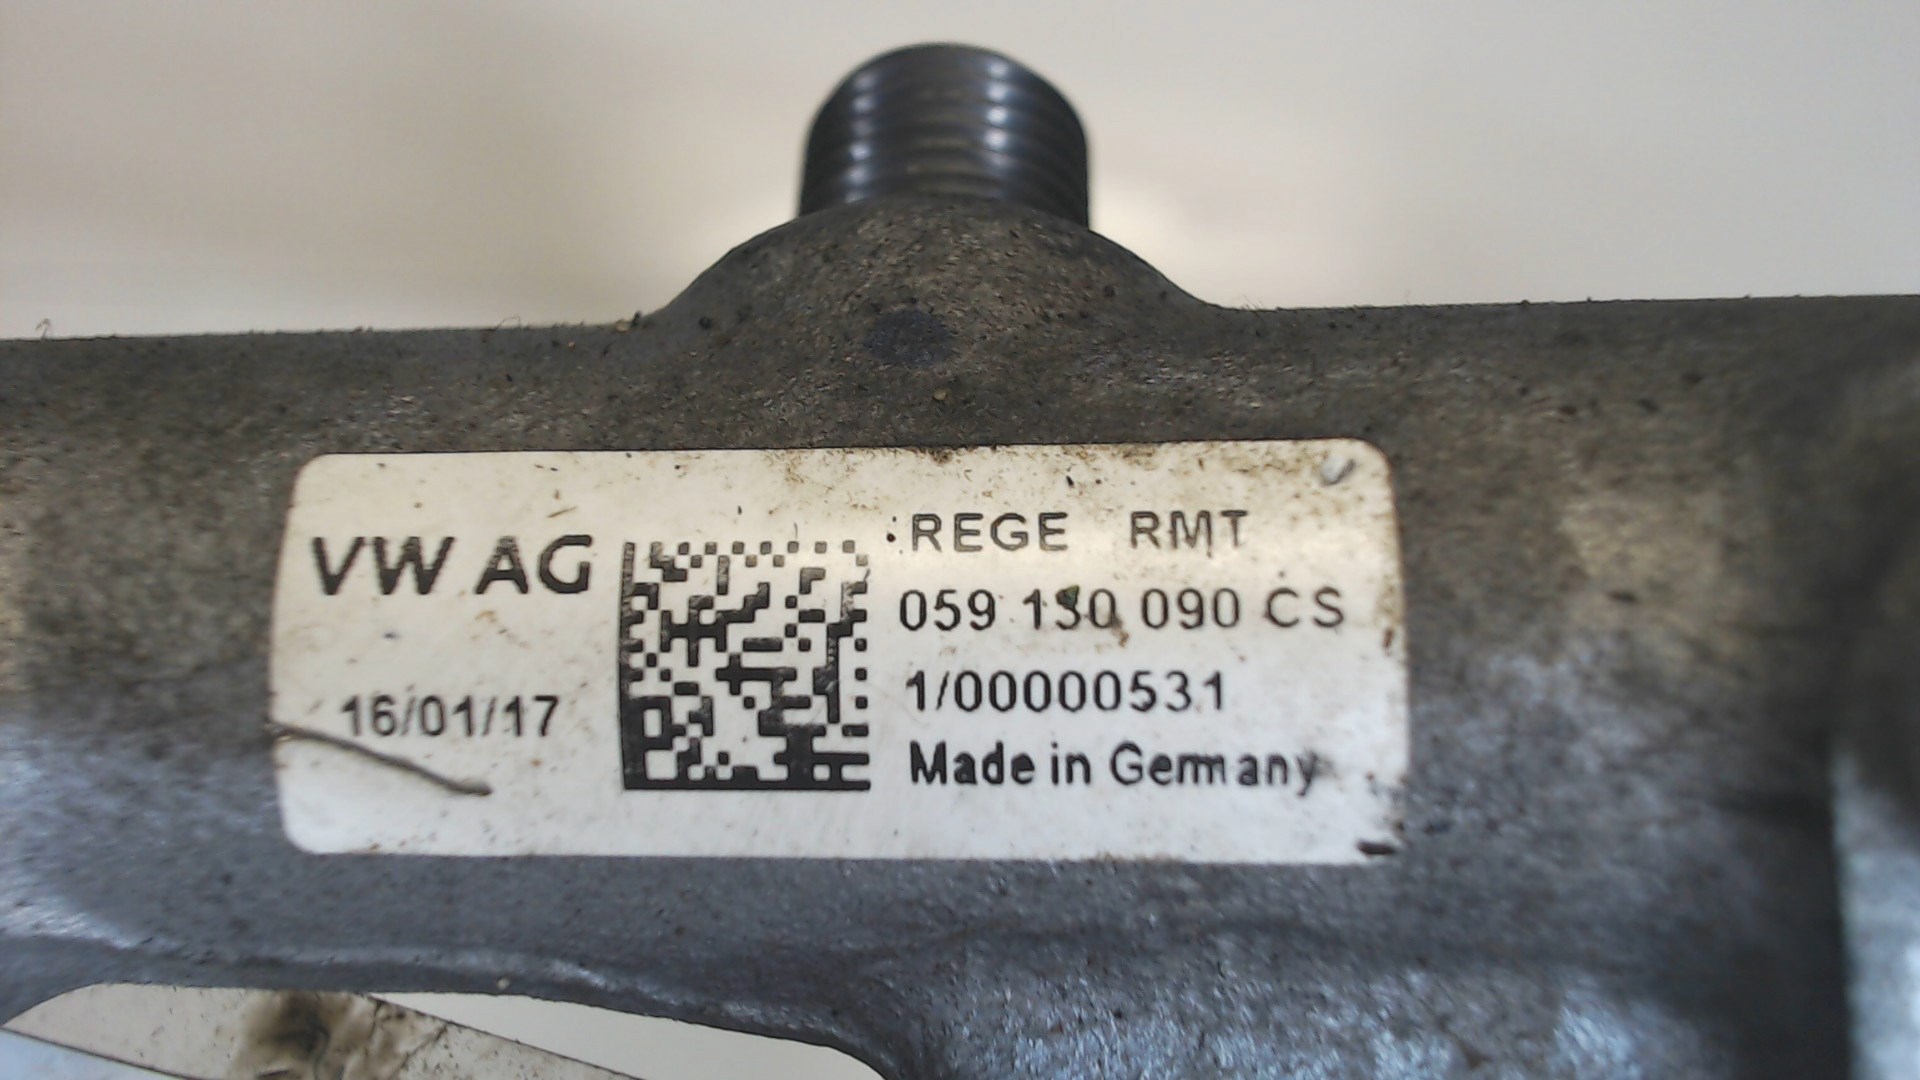 VW AG
16/01/17
REGE RMT
059 130 090 CS
1/00000531
Made in Germany